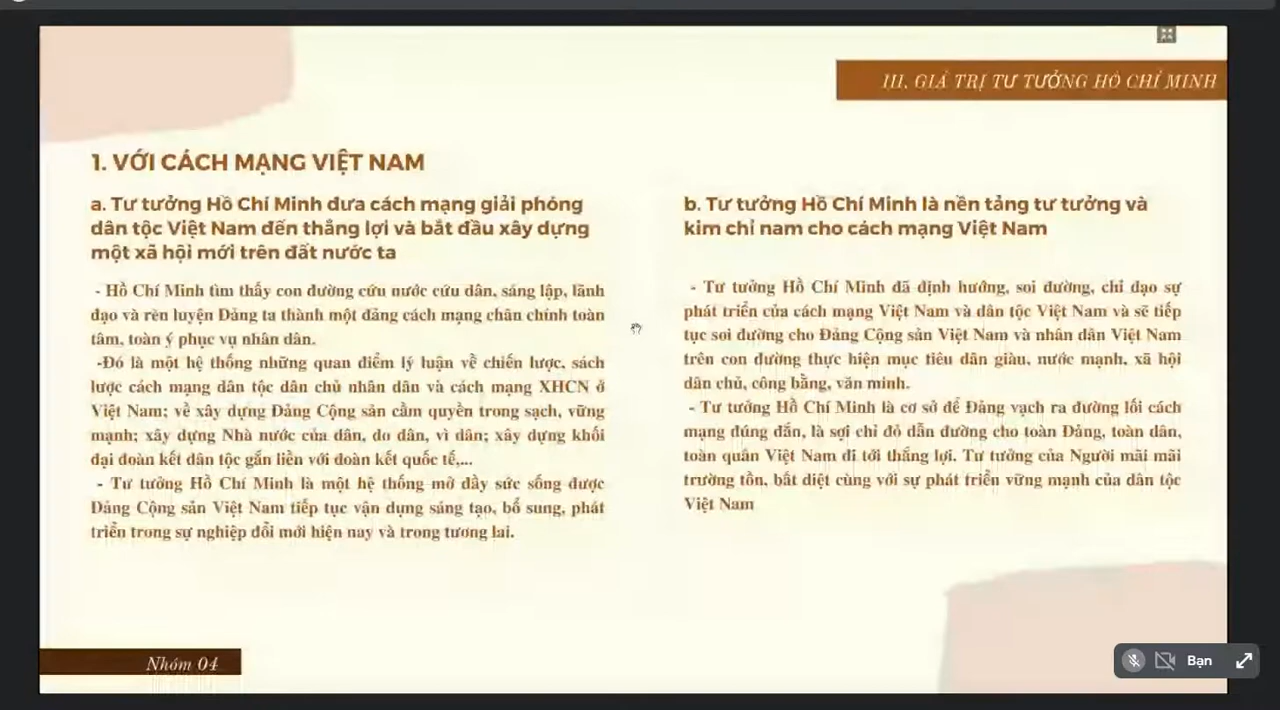 III. GIÁ TRỊ TƯ TƯỞNG HỒ CHÍ MINH
1. VỚI CÁCH MẠNG VIỆT NAM
a. Tư tưởng Hồ Chí Minh đưa cách mạng giải phóng
dân tộc Việt Nam đến thắng lợi và bắt đầu xây dựng
một xã hội mới trên đất nước ta
- Hồ Chí Minh tìm thấy con đường cứu nước cứu dân, sáng lập, lãnh
đạo và rèn luyện Đảng ta thành một đảng cách mạng chân chính toàn
tâm, toàn ý phục vụ nhân dân.
-Đó là một hệ thống những quan điểm lý luận về chiến lược, sách
lược cách mạng dân tộc dân chủ nhân dân và cách mạng XHCN ở
Việt Nam; về xây dựng Đảng Cộng sản cầm quyền trong sạch, vững
mạnh; xây dựng Nhà nước của dân, do dân, vì dân; xây dựng khối
đại đoàn kết dân tộc gắn liền với đoàn kết quốc tế,...
- Tư tưởng Hồ Chí Minh là một hệ thống mở đầy sức sống được
Đảng Cộng sản Việt Nam tiếp tục vận dụng sáng tạo, bổ sung, phát
triển trong sự nghiệp đổi mới hiện nay và trong tương lai.
b. Tư tưởng Hồ Chí Minh là nền tảng tư tưởng và
kim chỉ nam cho cách mạng Việt Nam
- Tư tưởng Hồ Chí Minh đã định hướng, soi đường, chỉ đạo sự
phát triển của cách mạng Việt Nam và dân tộc Việt Nam và sẽ tiếp
tục soi đường cho Đảng Cộng sản Việt Nam và nhân dân Việt Nam
trên con đường thực hiện mục tiêu dân giàu, nước mạnh, xã hội
dân chủ, công bằng, văn minh.
- Tư tưởng Hồ Chí Minh là cơ sở để Đảng vạch ra đường lối cách
mạng đúng đắn, là sợi chỉ đỏ dẫn đường cho toàn Đảng, toàn dân,
toàn quân Việt Nam đi tới thắng lợi. Tư tưởng của Người mãi mãi
trường tồn, bất diệt cùng với sự phát triển vững mạnh của dân tộc
Việt Nam
Nhóm 04
Bạn